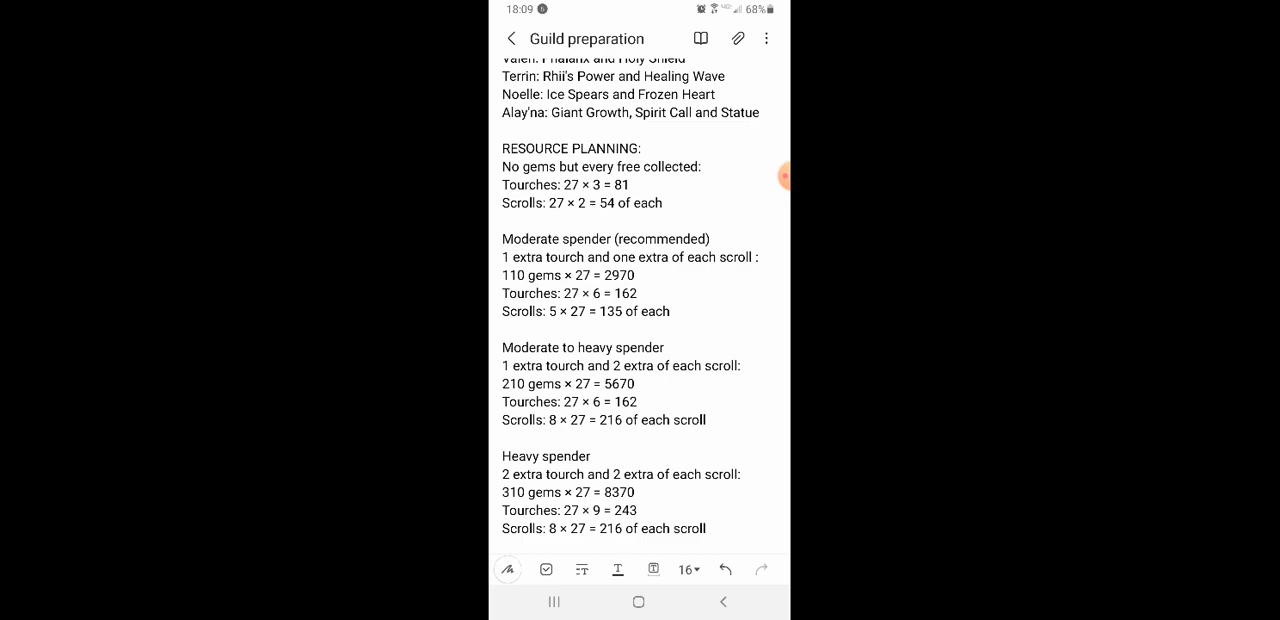 18:09
68%
Guild preparation
Valen: Phalanx and Holy Shield
Terrin: Rhii's Power and Healing Wave
Noelle: Ice Spears and Frozen Heart
Alay'na: Giant Growth, Spirit Call and Statue
RESOURCE PLANNING:
No gems but every free collected:
Tourches: 27 × 3 = 81
Scrolls: 27 × 2 = 54 of each
Moderate spender (recommended)
1 extra tourch and one extra of each scroll :
110 gems × 27 = 2970
Tourches: 27 × 6 = 162
Scrolls: 5 × 27 = 135 of each
Moderate to heavy spender
1 extra tourch and 2 extra of each scroll:
210 gems × 27 = 5670
Tourches: 27 × 6 = 162
Scrolls: 8 × 27 = 216 of each scroll
Heavy spender
2 extra tourch and 2 extra of each scroll:
310 gems × 27 = 8370
Tourches: 27 × 9 = 243
Scrolls: 8 × 27 = 216 of each scroll
T T T 16